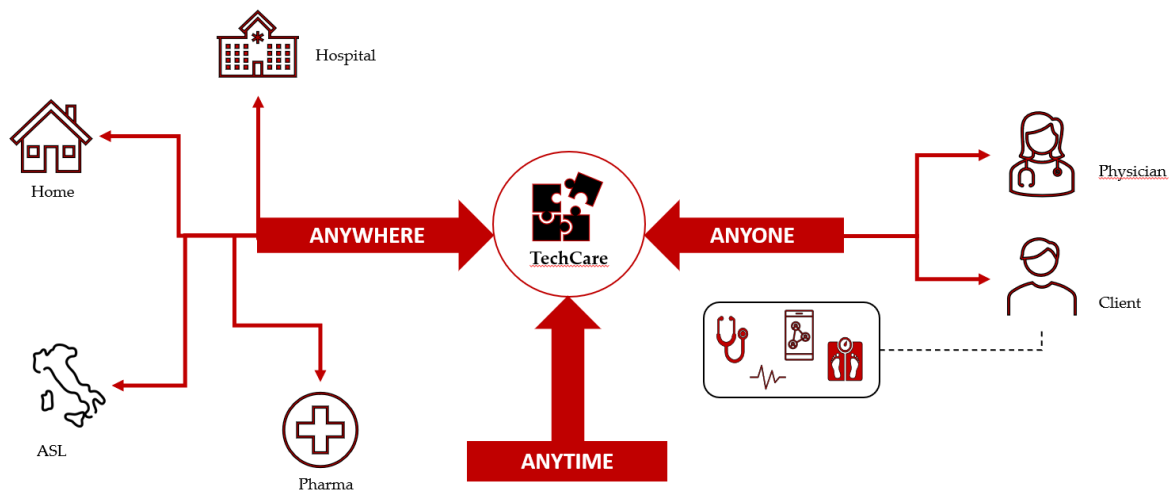 Hospital
Home
Physician
ANYWHERE
ANYONE
TechCare
Client
ASL
ANYTIME
Pharma